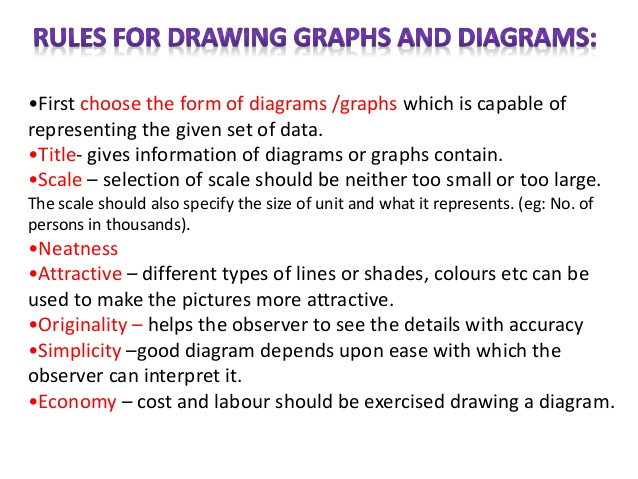 RULES FOR DRAWING GRAPHS AND DIAGRAMS:
•First choose the form of diagrams /graphs which is capable of
representing the given set of data.
•Title- gives information of diagrams or graphs contain.
•Scale – selection of scale should be neither too small or too large.
The scale should also specify the size of unit and what it represents. (eg: No. of
persons in thousands).
•Neatness
•Attractive – different types of lines or shades, colours etc can be
used to make the pictures more attractive.
•Originality – helps the observer to see the details with accuracy
•Simplicity –good diagram depends upon ease with which the
observer can interpret it.
•Economy – cost and labour should be exercised drawing a diagram.